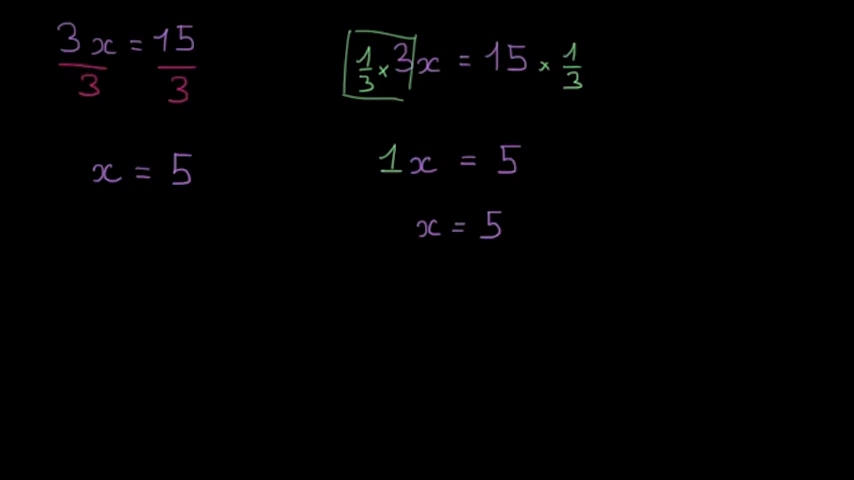 3x = 15
3 3
x = 5
1/3 × 3x = 15 × 1/3
1x = 5
x = 5